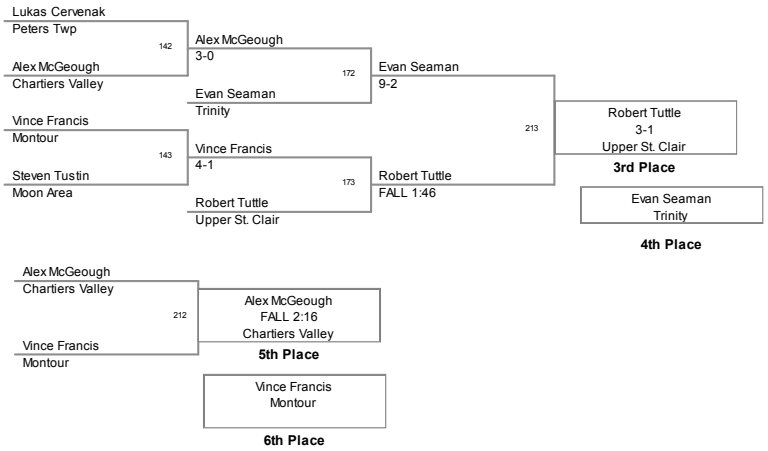 Lukas Cervenak
Peters Twp
142
Alex McGeough
3-0
Alex McGeough
Chartiers Valley
172
Evan Seaman
9-2
Evan Seaman
Trinity
213
Robert Tuttle
3-1
Upper St. Clair
3rd Place
Vince Francis
Montour
143
Vince Francis
4-1
Steven Tustin
Moon Area
173
Robert Tuttle
FALL 1:46
Robert Tuttle
Upper St. Clair
Evan Seaman
Trinity
4th Place
Alex McGeough
Chartiers Valley
212
Alex McGeough
FALL 2:16
Chartiers Valley
5th Place
Vince Francis
Montour
Vince Francis
Montour
6th Place